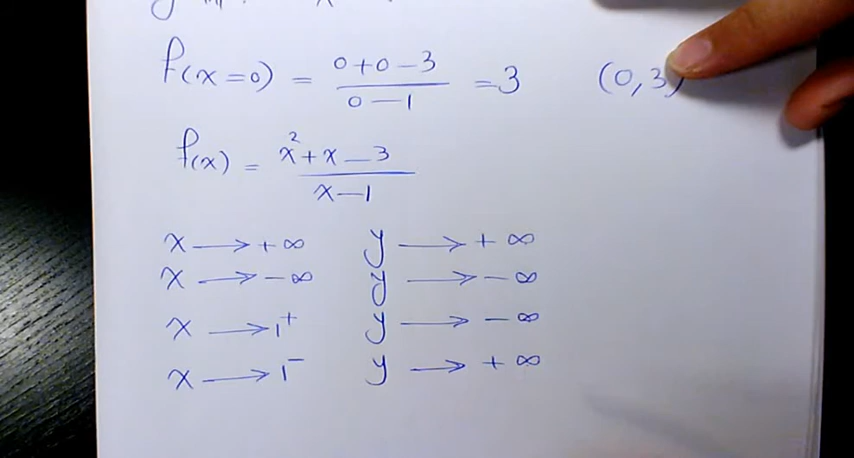 f(x=0) = (0+0-3)/(0-1) = 3 (0,3)
f(x) = (x²+x-3)/(x-1)
x → +∞ y → +∞
x → -∞ y → -∞
x → 1⁺ y → -∞
x → 1⁻ y → +∞